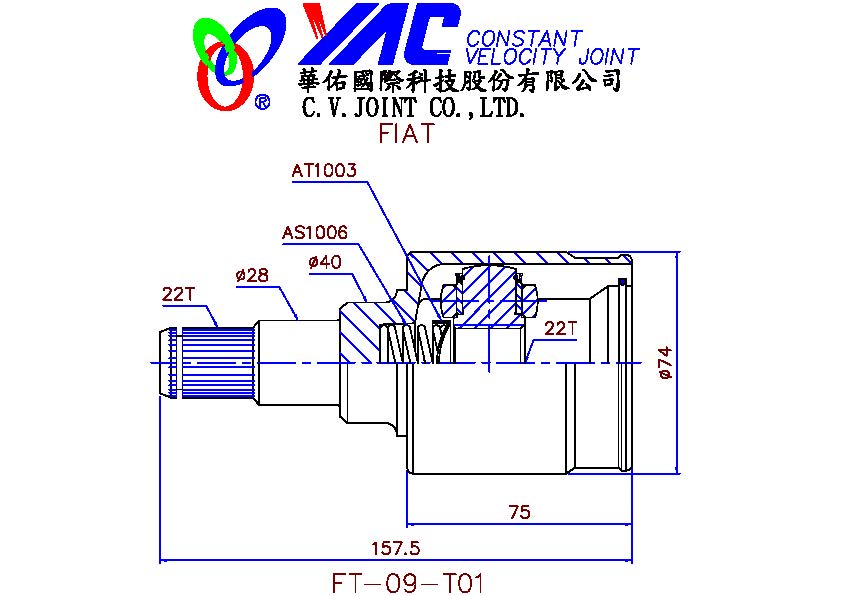 YAC CONSTANT
VELOCITY JOINT
®
華佑國際科技股份有限公司
C.V.JOINT CO.,LTD.
FIAT
AT1003
AS1006
ø40
ø28
22T
22T
ø74
75
157.5
FT-09-T01